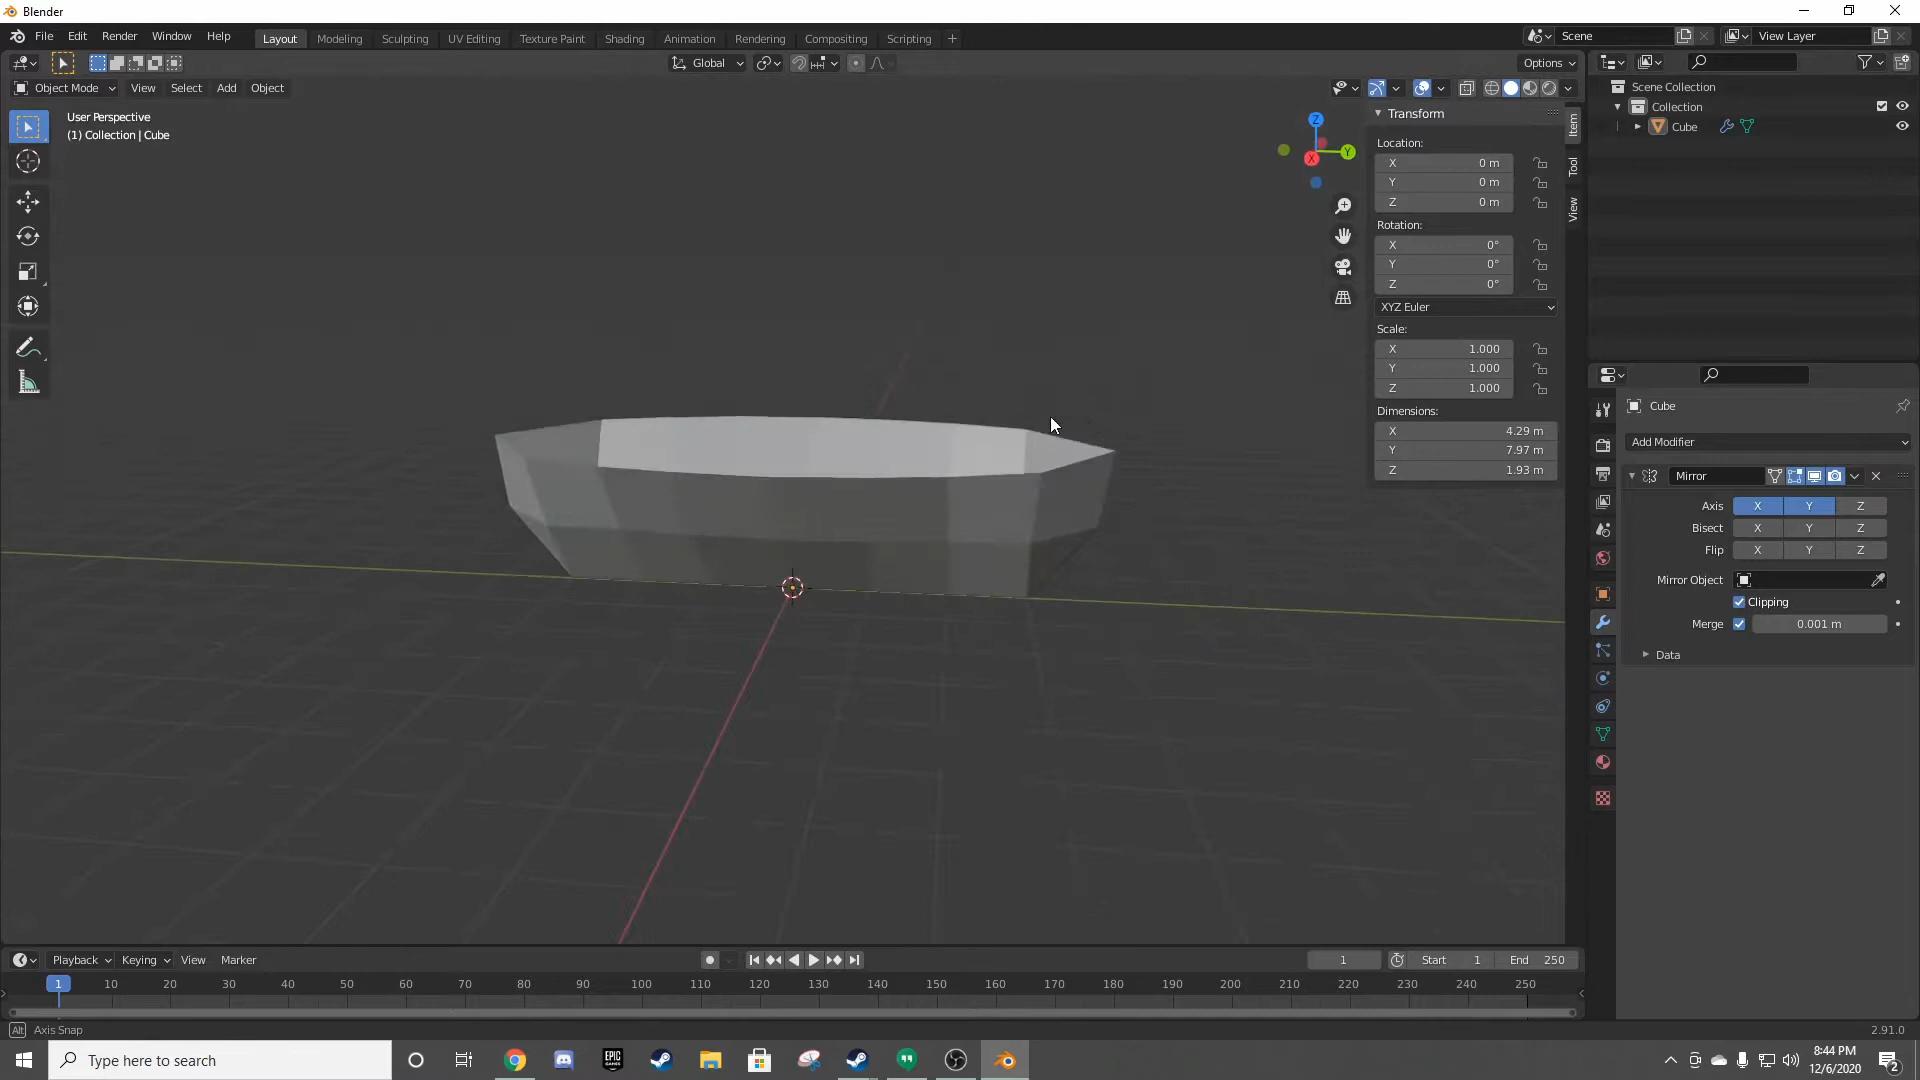 Blender
File Edit Render Window Help
Layout Modeling Sculpting UV Editing Texture Paint Shading Animation Rendering Compositing Scripting +
Scene
View Layer
Global
Options
Object Mode View Select Add Object
User Perspective
(1) Collection | Cube
Z
Y
X
Transform
Location:
X 0 m
Y 0 m
Z 0 m
Rotation:
X 0°
Y 0°
Z 0°
XYZ Euler
Scale:
X 1.000
Y 1.000
Z 1.000
Dimensions:
X 4.29 m
Y 7.97 m
Z 1.93 m
Item
Tool
View
Scene Collection
Collection
Cube
Cube
Add Modifier
Mirror
Axis X Y Z
Bisect X Y Z
Flip X Y Z
Mirror Object
Clipping
Merge 0.001 m
Data
Playback Keying View Marker
1 Start 1 End 250
1 10 20 30 40 50 60 70 80 90 100 110 120 130 140 150 160 170 180 190 200 210 220 230 240 250
Alt Axis Snap
2.91.0
Type here to search
EPIC GAMES
8:44 PM
12/6/2020
2